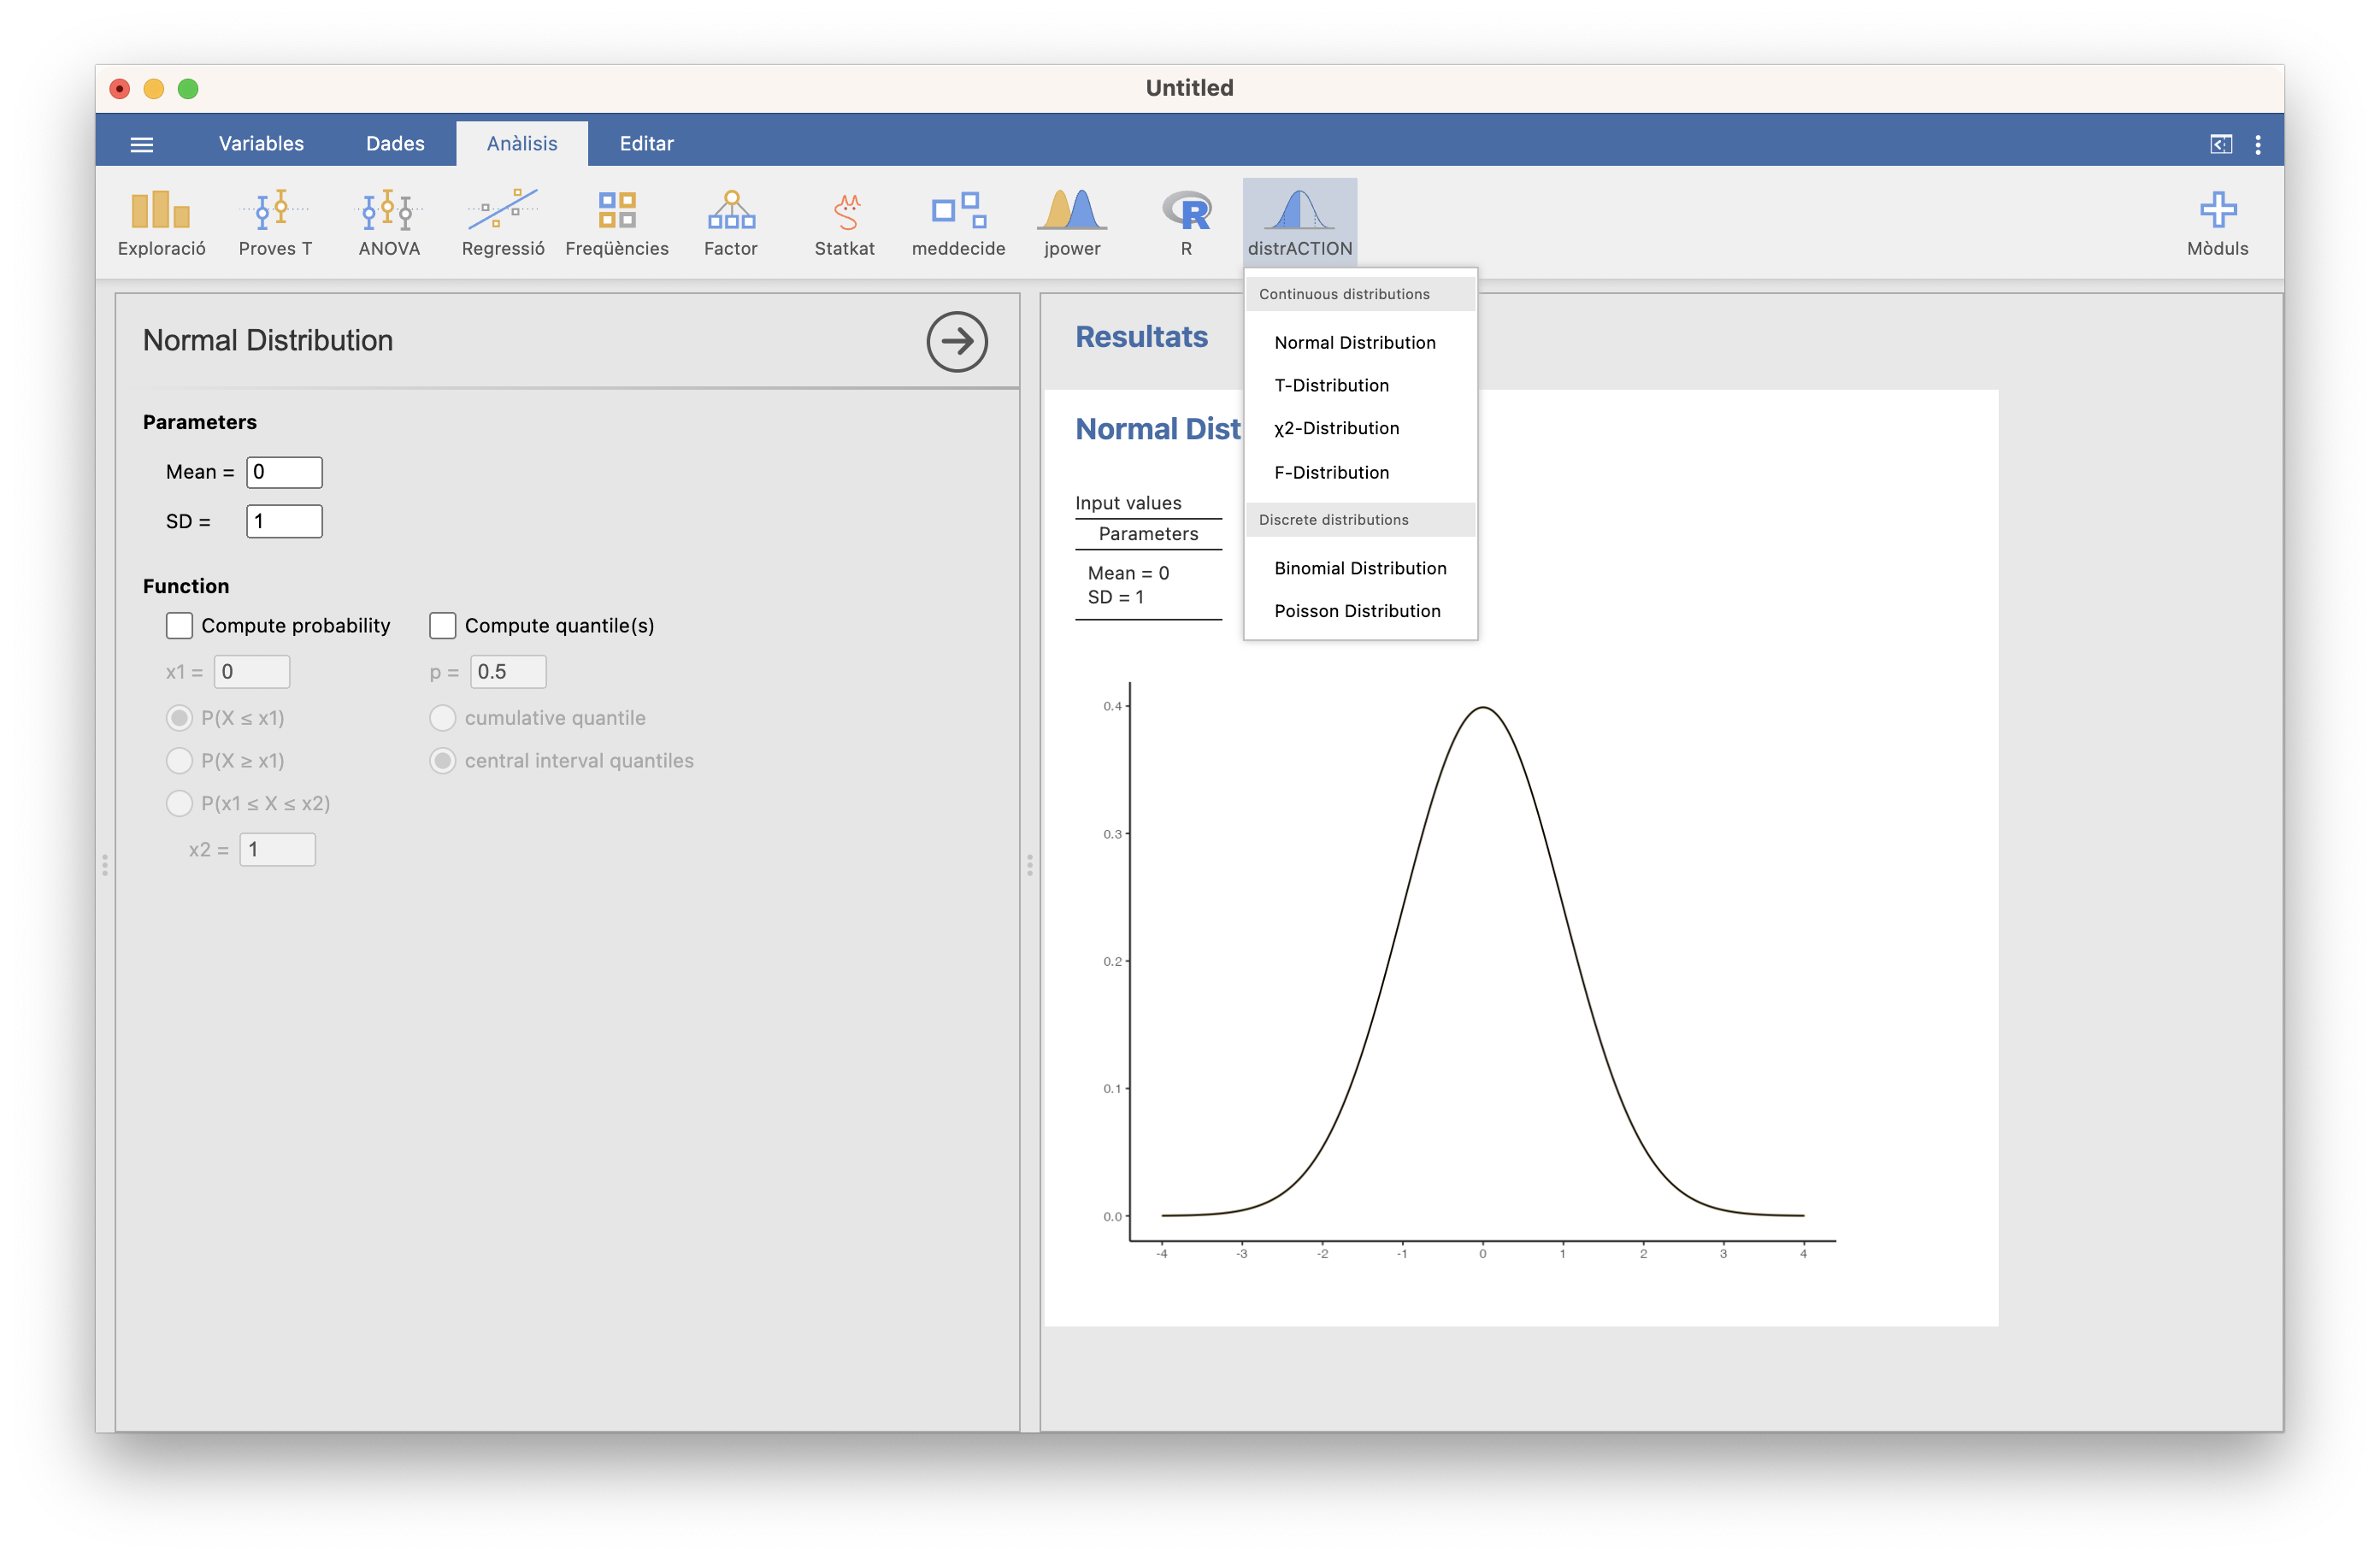 Untitled
Variables Dades Anàlisis Editar
Exploració Proves T ANOVA Regressió Freqüències Factor Statkat meddecide jpower R distrACTION Mòduls
Normal Distribution
Parameters
Mean = 0
SD = 1
Function
Compute probability Compute quantile(s)
x1 = 0 p = 0.5
P(X ≤ x1) cumulative quantile
P(X ≥ x1) central interval quantiles
P(x1 ≤ X ≤ x2)
x2 = 1
Continuous distributions
Normal Distribution
T-Distribution
χ2-Distribution
F-Distribution
Discrete distributions
Binomial Distribution
Poisson Distribution
Resultats
Normal Dist
Input values
Parameters
Mean = 0
SD = 1
0.4
0.3
0.2
0.1
0.0
-4 -3 -2 -1 0 1 2 3 4